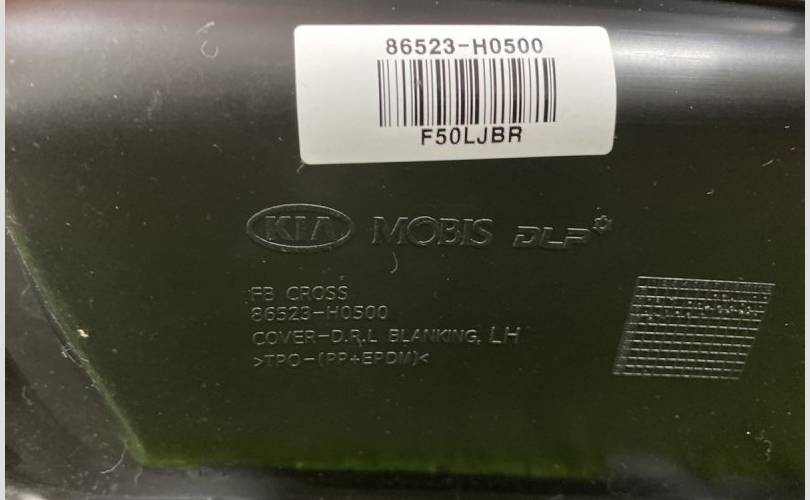 86523-H0500
F50LJBR
KIA MOBIS DLP
FB CROSS
86523-H0500
COVER-D.R.L BLANKING, LH
>TPO-(PP+EPDM)<